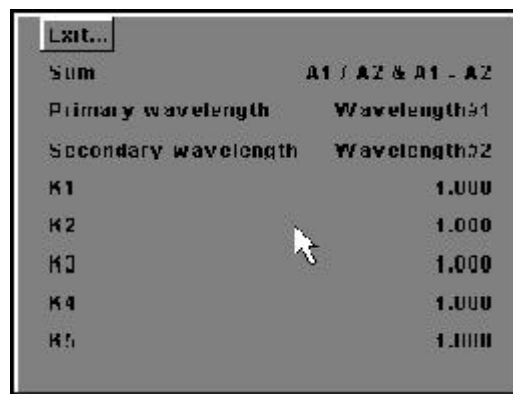 Exit...
Sum A1 / A2 & A1 - A2
Primary wavelength Wavelength#1
Secondary wavelength Wavelength#2
K1 1.000
K2 1.000
K3 1.000
K4 1.000
K5 1.000